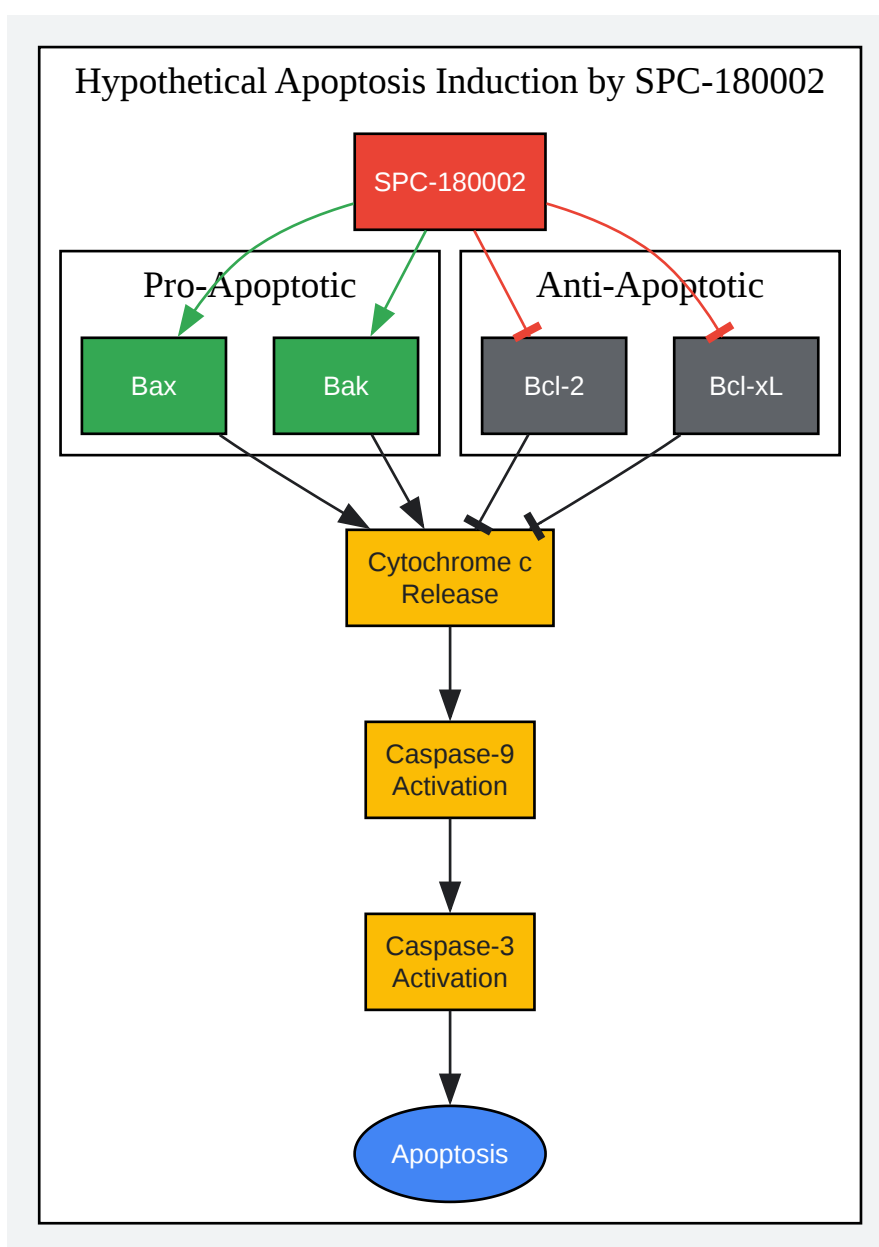 Hypothetical Apoptosis Induction by SPC-180002
SPC-180002
Pro-Apoptotic
Anti-Apoptotic
Bax
Bak
Bcl-2
Bcl-xL
Cytochrome c
Release
Caspase-9
Activation
Caspase-3
Activation
Apoptosis